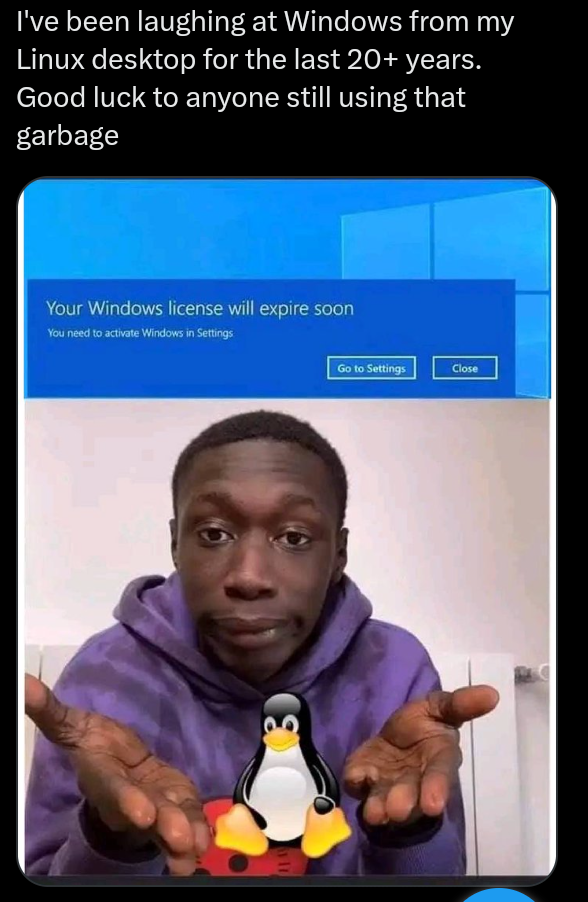 I've been laughing at Windows from my
Linux desktop for the last 20+ years.
Good luck to anyone still using that
garbage
Your Windows license will expire soon
You need to activate Windows in Settings
Go to Settings
Close